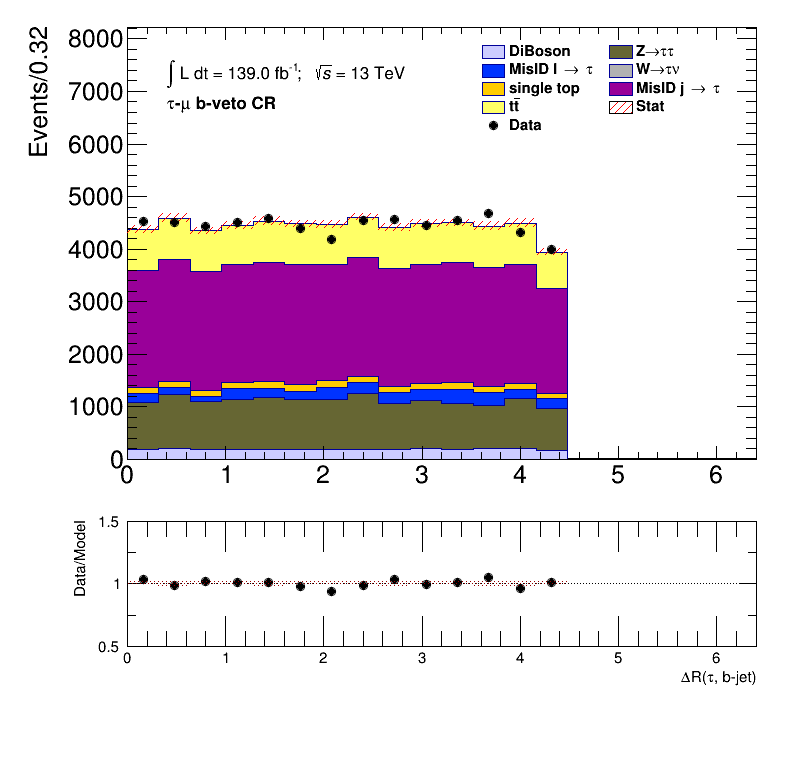 Events/0.32
8000
7000
6000
5000
4000
3000
2000
1000
0
0 1 2 3 4 5 6
∫ L dt = 139.0 fb⁻¹; √s = 13 TeV
τ-μ b-veto CR
DiBoson
MisID l → τ
single top
tt̄
Data
Z→ττ
W→τν
MisID j → τ
Stat
Data/Model
1.5
1
0.5
0 1 2 3 4 5 6
ΔR(τ, b-jet)